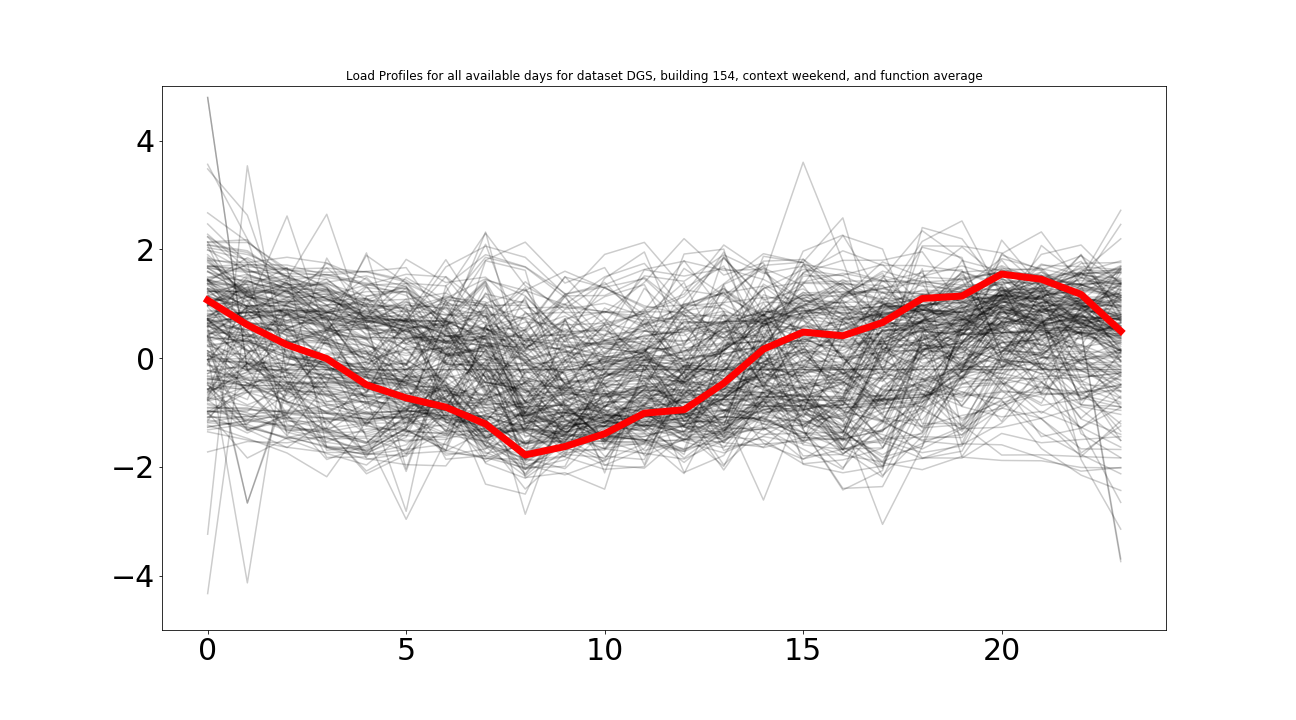 Load Profiles for all available days for dataset DGS, building 154, context weekend, and function average
4
2
0
−2
−4
0 5 10 15 20